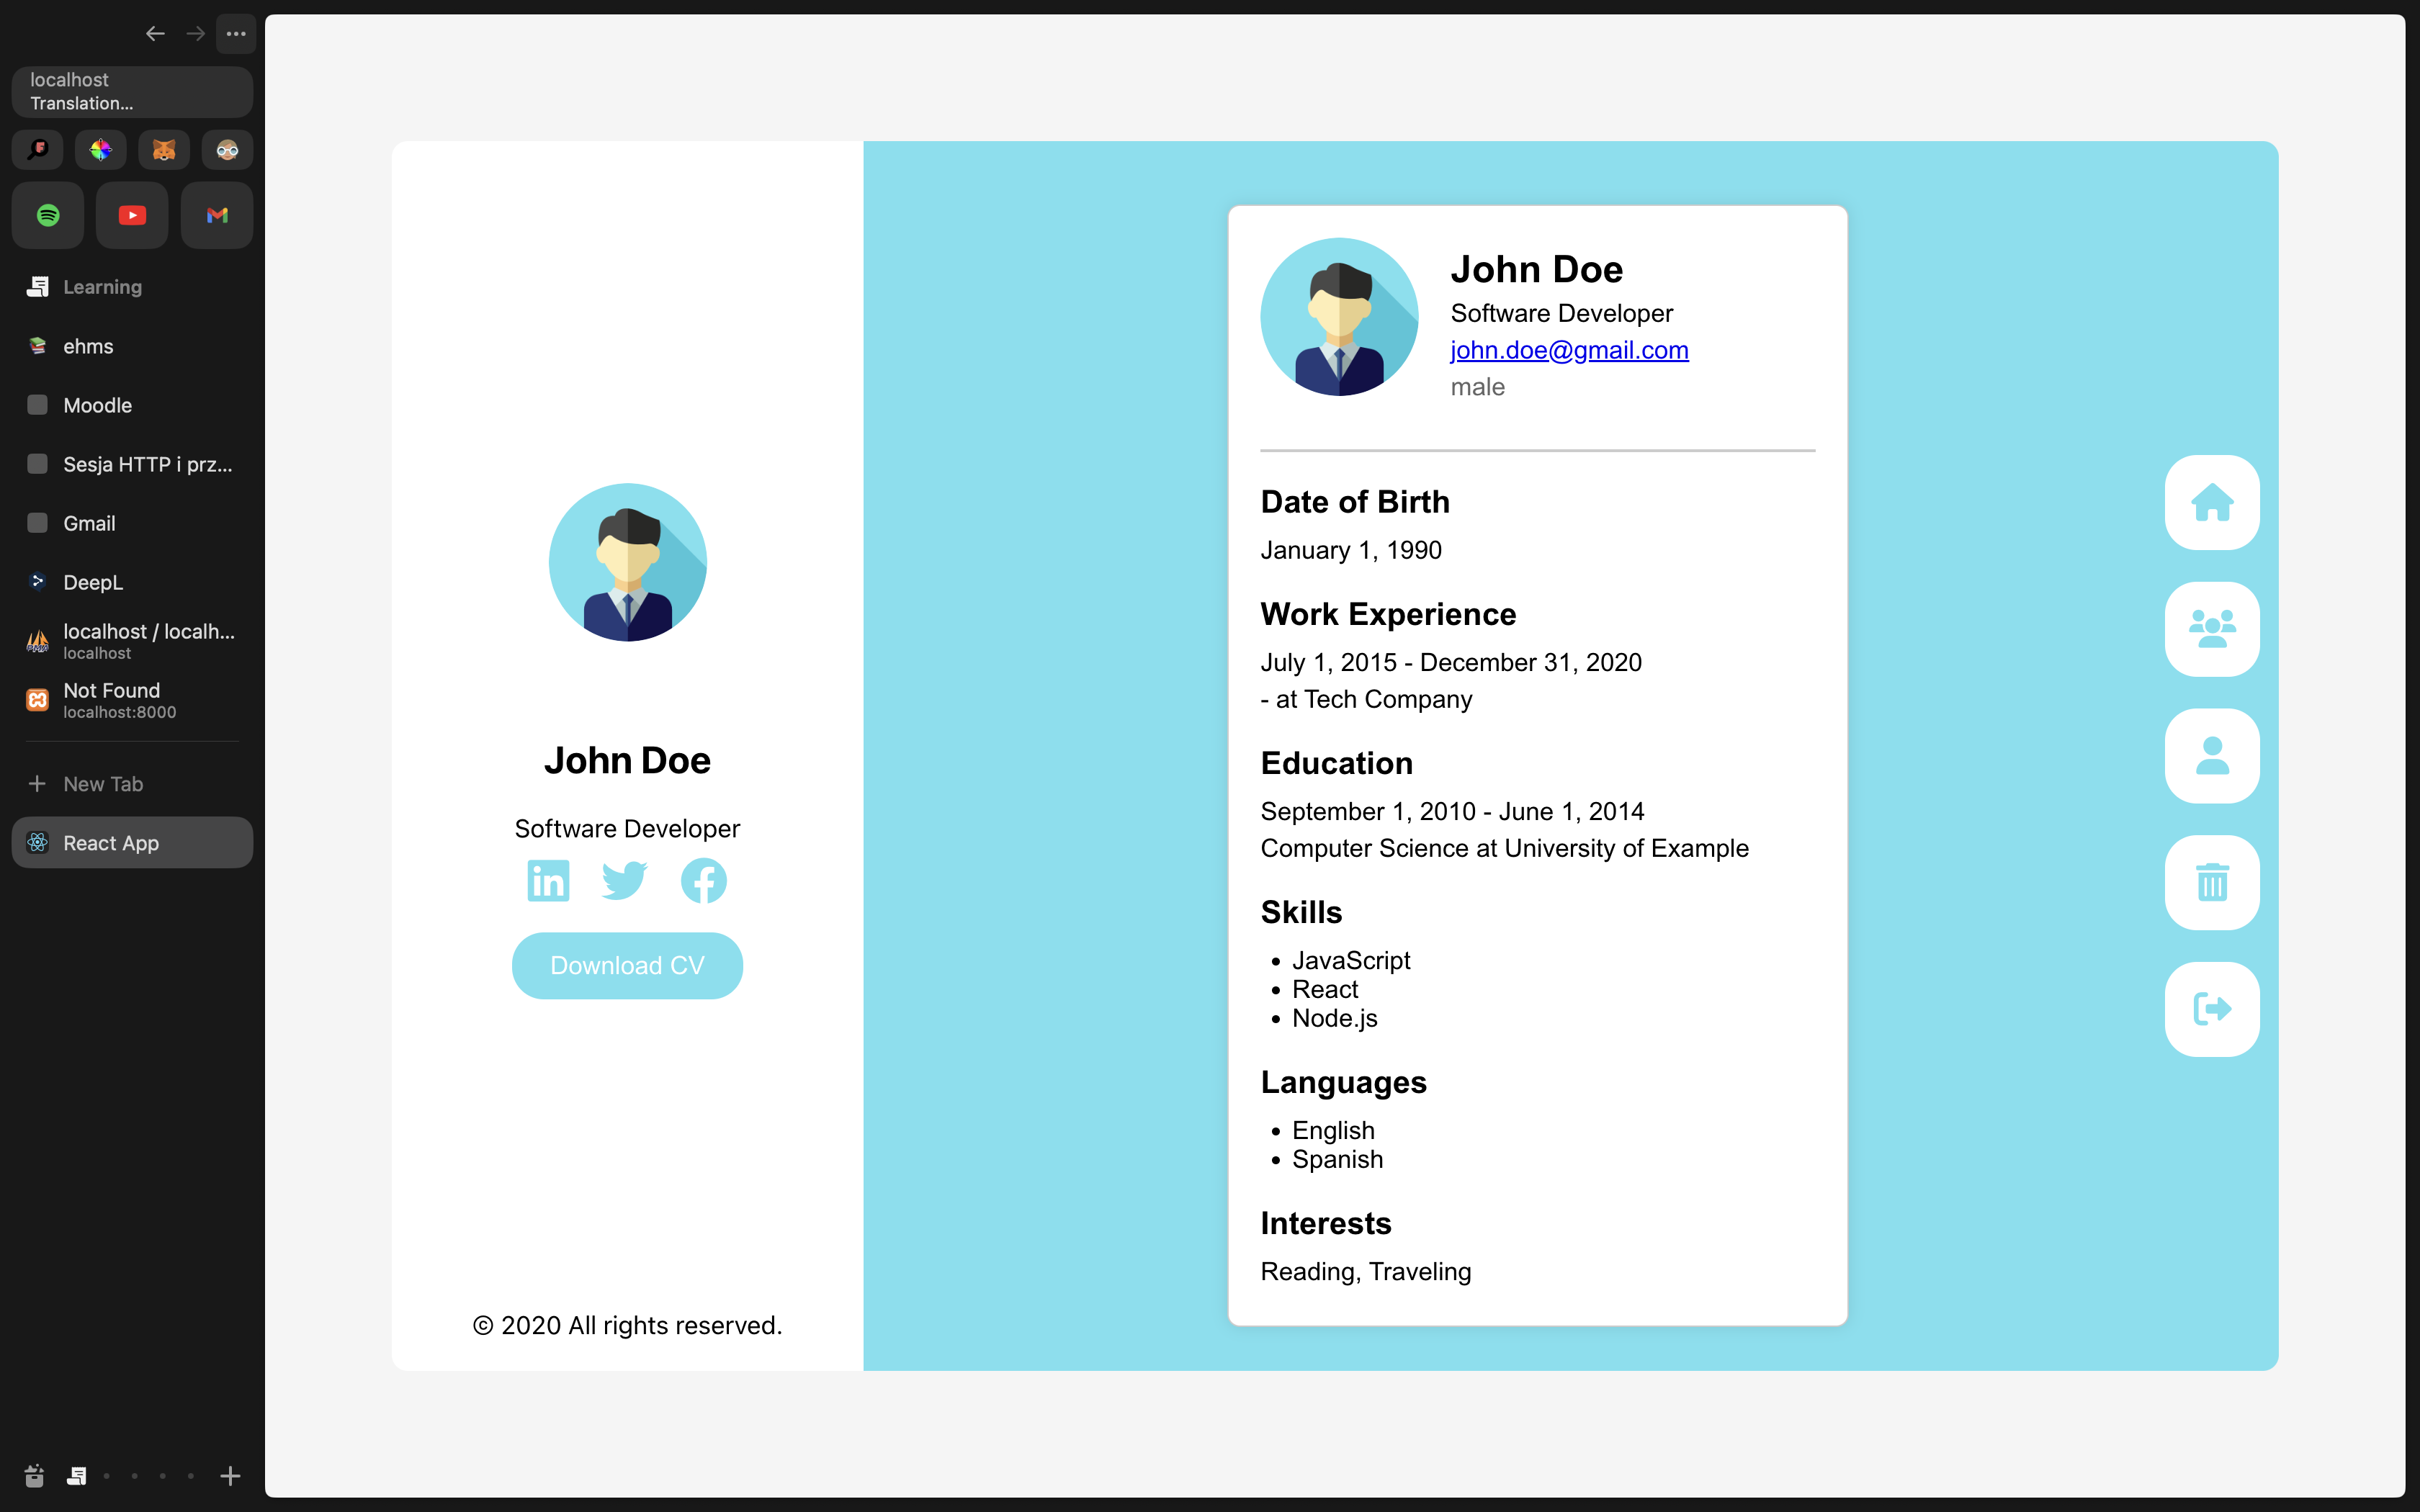 localhost
Translation...
Learning
ehms
Moodle
Sesja HTTP i prz...
Gmail
DeepL
localhost / localh...
localhost
Not Found
localhost:8000
New Tab
React App
John Doe
Software Developer
in
Download CV
© 2020 All rights reserved.
John Doe
Software Developer
john.doe@gmail.com
male
Date of Birth
January 1, 1990
Work Experience
July 1, 2015 - December 31, 2020
- at Tech Company
Education
September 1, 2010 - June 1, 2014
Computer Science at University of Example
Skills
• JavaScript
• React
• Node.js
Languages
• English
• Spanish
Interests
Reading, Traveling